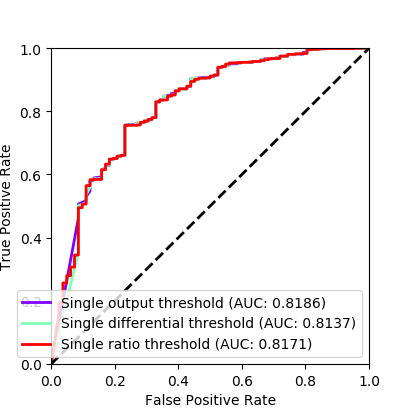 1.0
0.8
0.6
0.4
0.2
0.0
True Positive Rate
Single output threshold (AUC: 0.8186)
Single differential threshold (AUC: 0.8137)
Single ratio threshold (AUC: 0.8171)
0.0 0.2 0.4 0.6 0.8 1.0
False Positive Rate